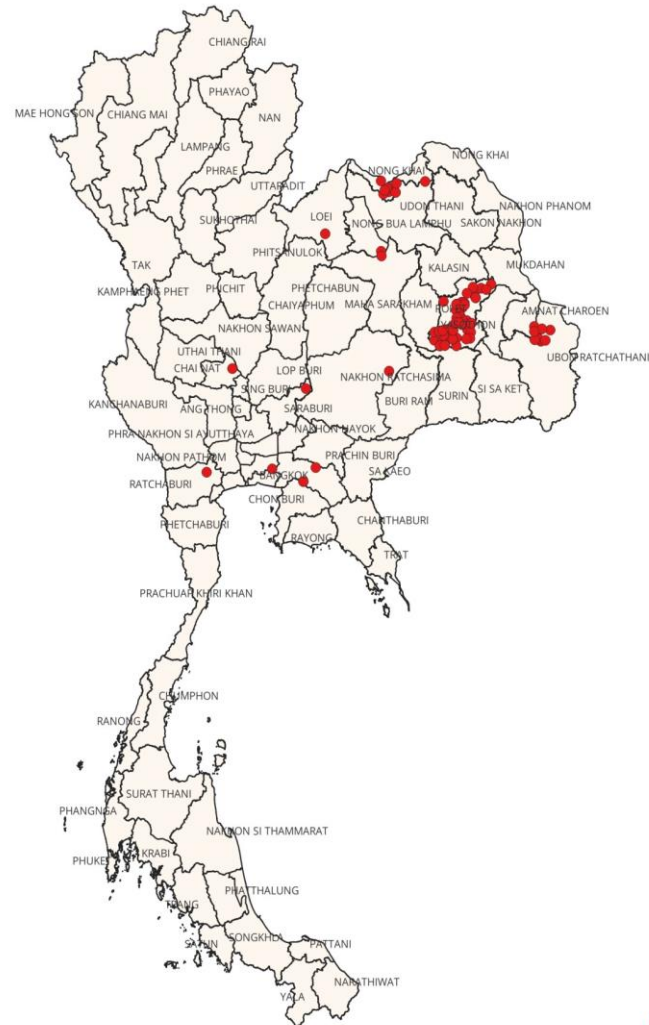 CHIANG RAI
PHAYAO
MAE HONG SON
CHIANG MAI
NAN
LAMPANG
PHRAE
UTTARADIT
NONG KHAI
NONG KHAI
SUKHOTHAI
LOEI
UDON THANI
NAKHON PHANOM
NONG BUA LAMPHU
SAKON NAKHON
PHITSANULOK
TAK
KALASIN
MUKDAHAN
KAMPHAENG PHET
PHICHIT
PHETCHABUN
CHAIYAPHUM
MAHA SARAKHAM
AMNAT CHAROEN
NAKHON SAWAN
UTHAI THANI
UBON RATCHATHANI
CHAI NAT
LOP BURI
NAKHON RATCHASIMA
SING BURI
KANCHANABURI
BURI RAM
SURIN
SI SA KET
ANG THONG
SARABURI
NAKHON NAYOK
PHRA NAKHON SI AYUTTHAYA
NAKHON PATHOM
PRACHIN BURI
BANGKOK
SA KAEO
RATCHABURI
CHON BURI
PHETCHABURI
CHANTHABURI
RAYONG
TRAT
PRACHUAP KHIRI KHAN
CHUMPHON
RANONG
SURAT THANI
PHANGNGA
NAKHON SI THAMMARAT
KRABI
PHUKET
PHATTHALUNG
TRANG
SONGKHLA
SATUN
PATTANI
NARATHIWAT
YALA